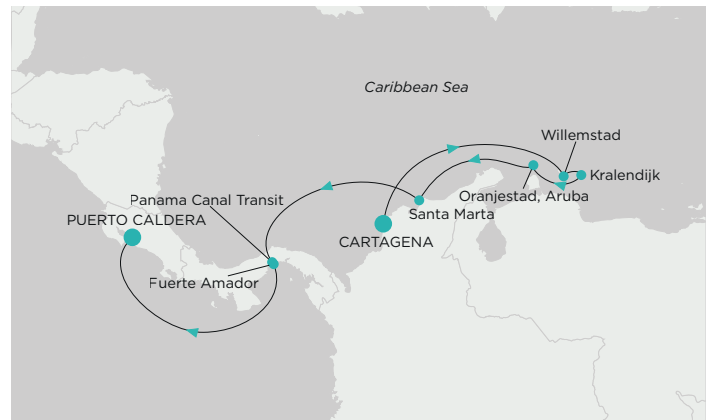 Caribbean Sea
Willemstad
Kralendijk
Oranjestad, Aruba
Panama Canal Transit
Santa Marta
PUERTO CALDERA
CARTAGENA
Fuerte Amador